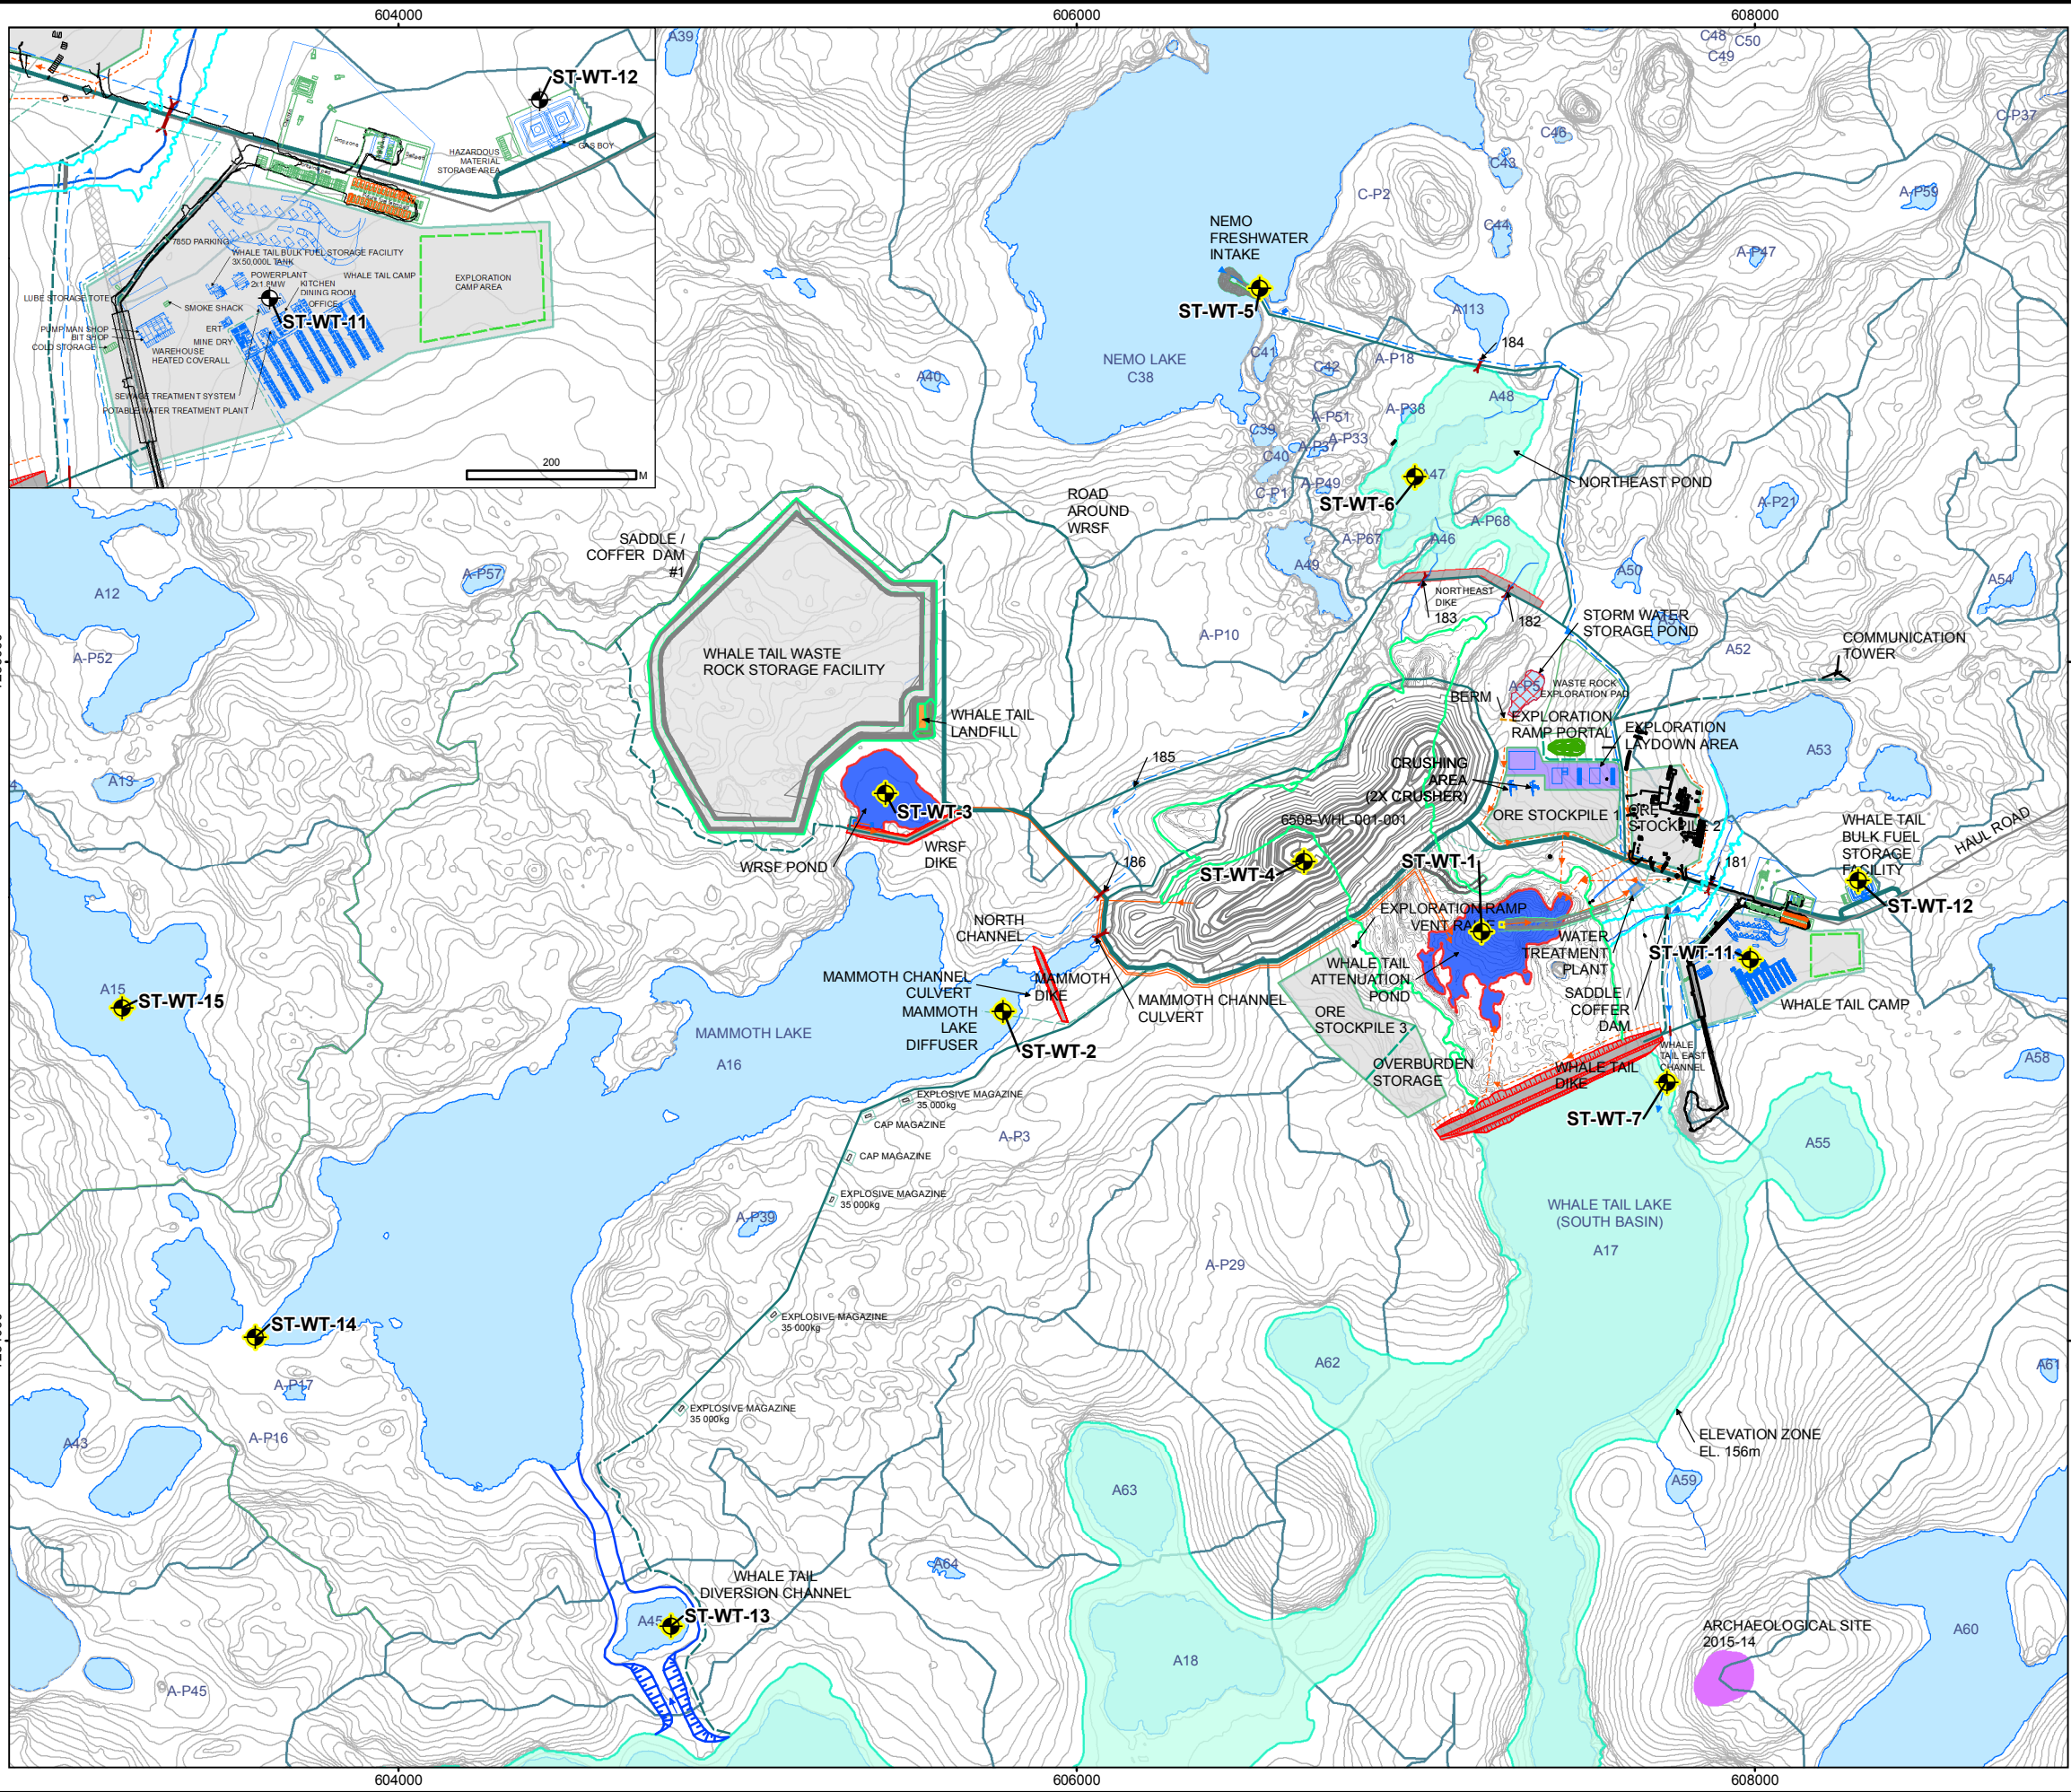 604000
606000
608000
ST-WT-12
HAZARDOUS
MATERIAL
STORAGE AREA
GAS BOY
785D PARKING
WHALE TAIL BULK FUEL STORAGE FACILITY
3X50,000L TANK
POWERPLANT
2x1.8MW
WHALE TAIL CAMP
KITCHEN
DINING ROOM
OFFICE
EXPLORATION
CAMP AREA
LUBE STORAGE TOTE
SMOKE SHACK
ST-WT-11
PUMP MAN SHOP
BIT SHOP
COLD STORAGE
ERT
MINE DRY
WAREHOUSE
HEATED COVERALL
SEWAGE TREATMENT SYSTEM
POTABLE WATER TREATMENT PLANT
200
M
A39
C48
C50
C49
C-P37
C46
C43
C-P2
A-P59
C44
A-P47
NEMO
FRESHWATER
INTAKE
ST-WT-5
A113
184
NEMO LAKE
C38
C41
C42
A-P18
A40
A48
A-P38
A-P51
A-P33
C39
A-P37
C40
A47
A-P49
C-P1
ST-WT-6
NORTHEAST POND
A-P21
ROAD
AROUND
WRSF
A-P68
A-P67
A46
SADDLE /
COFFER DAM
#1
A49
A50
A54
A-P57
A12
NORTHEAST
DIKE
183
182
STORM WATER
STORAGE POND
A-P10
A52
COMMUNICATION
TOWER
A-P52
WHALE TAIL WASTE
ROCK STORAGE FACILITY
A-P5
WASTE ROCK
EXPLORATION PAD
BERM
WHALE TAIL
LANDFILL
EXPLORATION
RAMP PORTAL
EXPLORATION
LAYDOWN AREA
A53
185
CRUSHING
AREA
(2X CRUSHER)
A13
ST-WT-3
6508-WHL-001-001
ORE STOCKPILE 1
ORE
STOCKPILE 2
WHALE TAIL
BULK FUEL
STORAGE
FACILITY
HAUL ROAD
WRSF POND
WRSF
DIKE
186
ST-WT-1
ST-WT-4
181
ST-WT-12
EXPLORATION RAMP
VENT RAISE
NORTH
CHANNEL
WATER
TREATMENT
PLANT
ST-WT-11
WHALE TAIL
ATTENUATION
POND
MAMMOTH CHANNEL
CULVERT
MAMMOTH
DIKE
MAMMOTH CHANNEL
CULVERT
A15
ST-WT-15
MAMMOTH
LAKE
DIFFUSER
ST-WT-2
MAMMOTH LAKE
A16
SADDLE /
COFFER
DAM
WHALE TAIL CAMP
ORE
STOCKPILE 3
OVERBURDEN
STORAGE
WHALE
TAIL EAST
CHANNEL
WHALE TAIL
DIKE
A58
ST-WT-7
EXPLOSIVE MAGAZINE
35 000kg
CAP MAGAZINE
A-P3
A55
CAP MAGAZINE
EXPLOSIVE MAGAZINE
35 000kg
A-P39
WHALE TAIL LAKE
(SOUTH BASIN)
A17
A-P29
ST-WT-14
EXPLOSIVE MAGAZINE
35 000kg
A62
A61
A-P17
EXPLOSIVE MAGAZINE
35 000kg
A43
A-P16
ELEVATION ZONE
EL. 156m
A59
A63
A64
WHALE TAIL
DIVERSION CHANNEL
A45
ST-WT-13
ARCHAEOLOGICAL SITE
2015-14
A60
A18
A-P45
604000
606000
608000